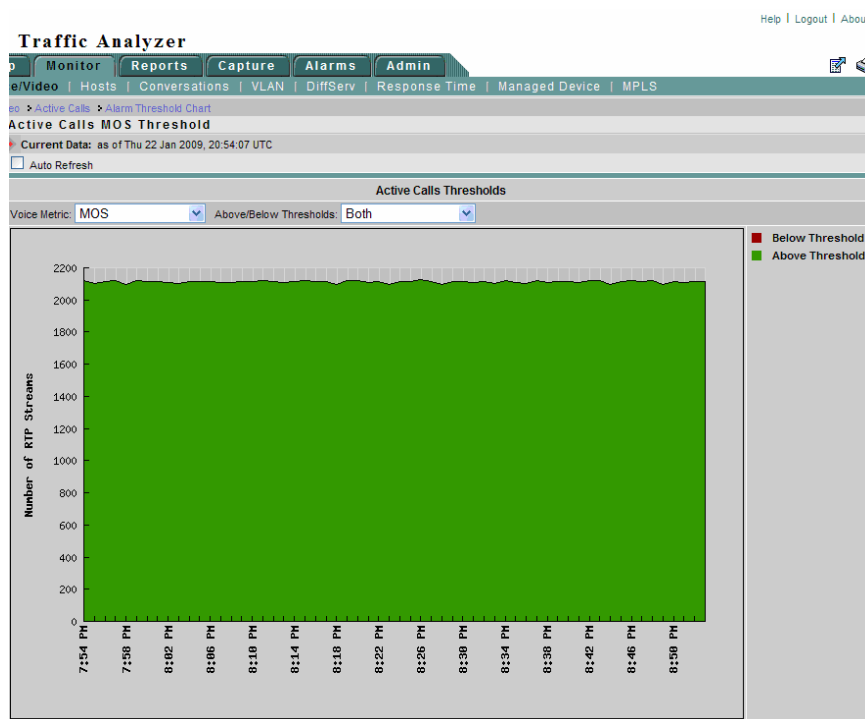 Help | Logout | Abou
Traffic Analyzer
p Monitor Reports Capture Alarms Admin
e/Video | Hosts | Conversations | VLAN | DiffServ | Response Time | Managed Device | MPLS
eo Active Calls Alarm Threshold Chart
Active Calls MOS Threshold
Current Data: as of Thu 22 Jan 2009, 20:54:07 UTC
Auto Refresh
Active Calls Thresholds
Voice Metric: MOS Above/Below Thresholds: Both
Below Threshold
Above Threshold
2200
2000
1800
1600
1400
1200
1000
800
600
400
200
0
Number of RTP Streams
7:54 PM
7:58 PM
8:02 PM
8:06 PM
8:10 PM
8:14 PM
8:18 PM
8:22 PM
8:26 PM
8:30 PM
8:34 PM
8:38 PM
8:42 PM
8:46 PM
8:50 PM